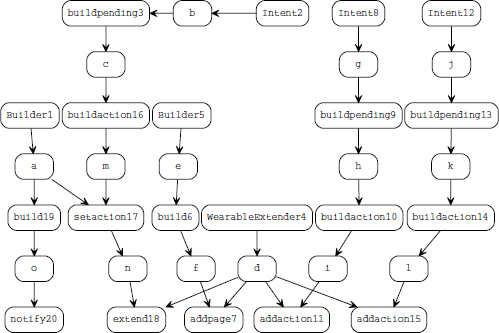 buildpending3 b Intent2 Intent8 Intent12
c g j
Builder1 buildaction16 Builder5 buildpending9 buildpending13
a m e h k
build19 setaction17 build6 WearableExtender4 buildaction10 buildaction14
o n f d i l
notify20 extend18 addpage7 addaction11 addaction15